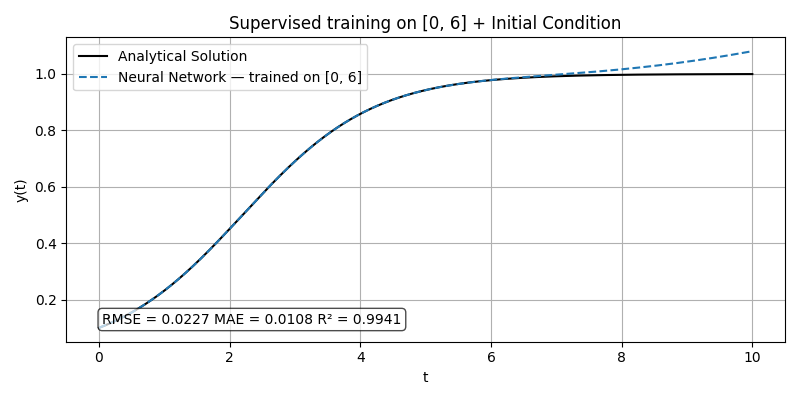 Supervised training on [0, 6] + Initial Condition
Analytical Solution
Neural Network — trained on [0, 6]
y(t)
1.0
0.8
0.6
0.4
0.2
RMSE = 0.0227 MAE = 0.0108 R² = 0.9941
0 2 4 6 8 10
t